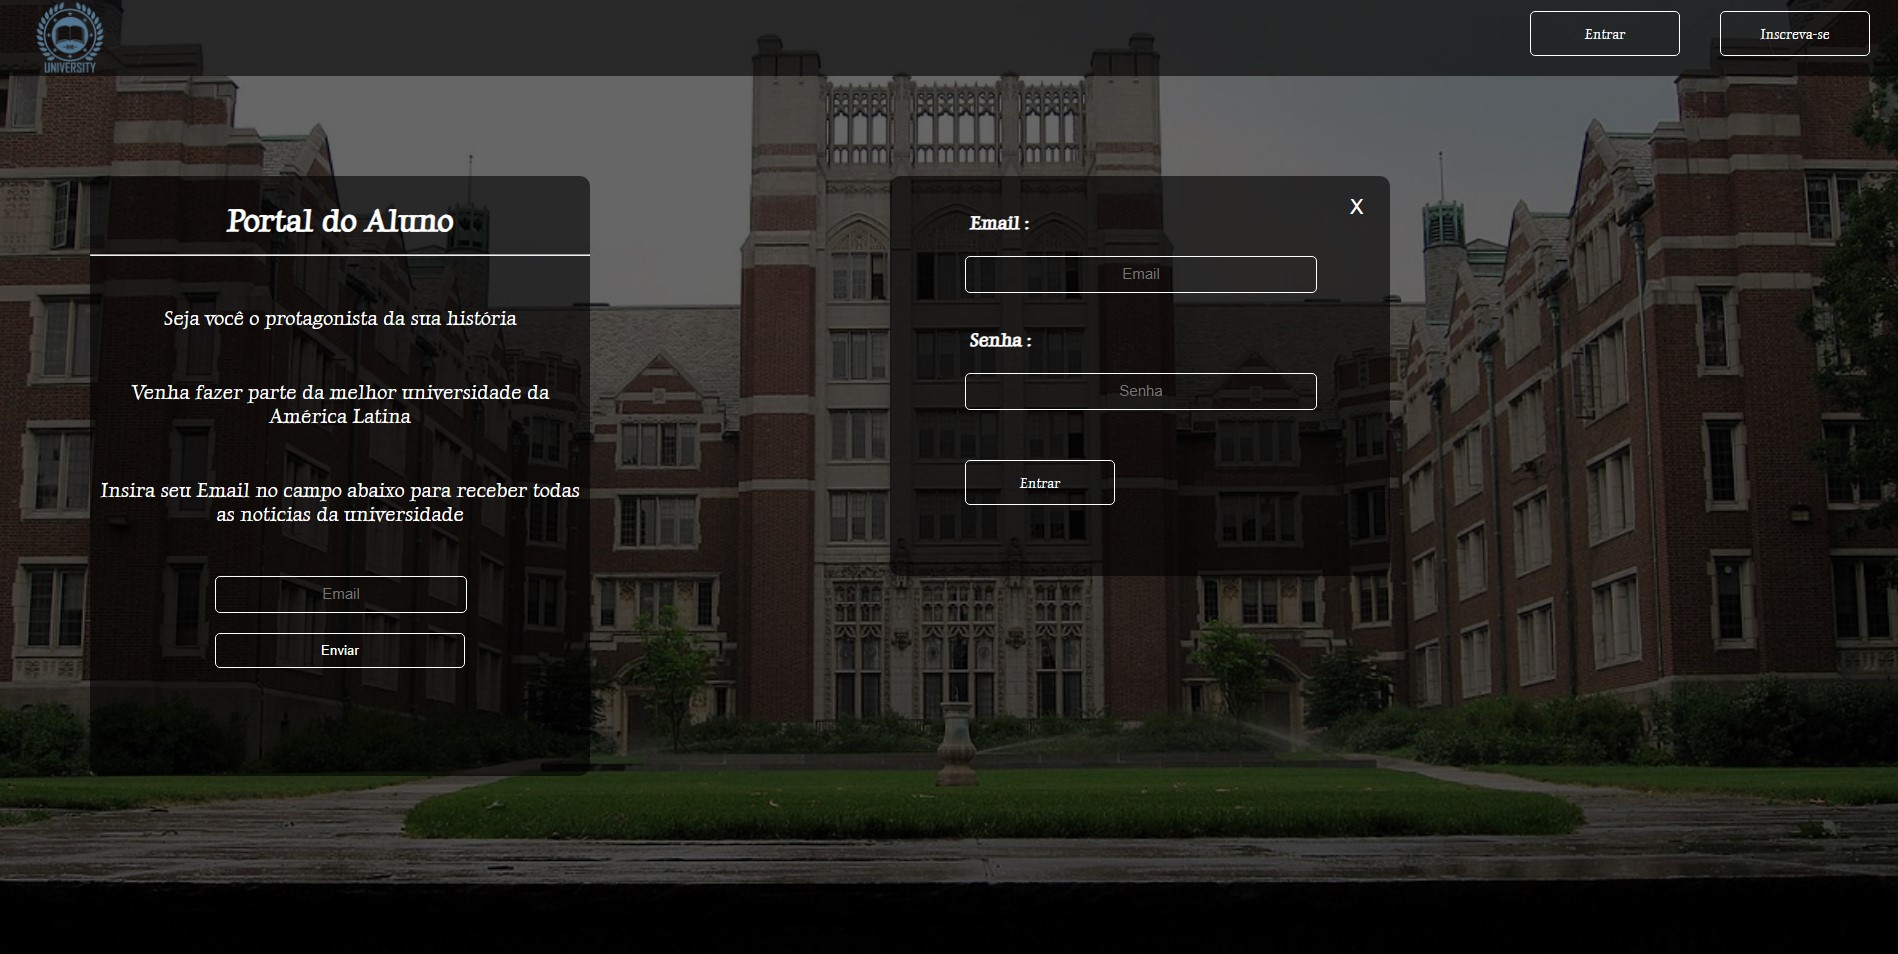 UNIVERSITY
Entrar
Inscreva-se
Portal do Aluno
Seja você o protagonista da sua história
Venha fazer parte da melhor universidade da
América Latina
Insira seu Email no campo abaixo para receber todas
as noticias da universidade
Email
Enviar
X
Email :
Email
Senha :
Senha
Entrar